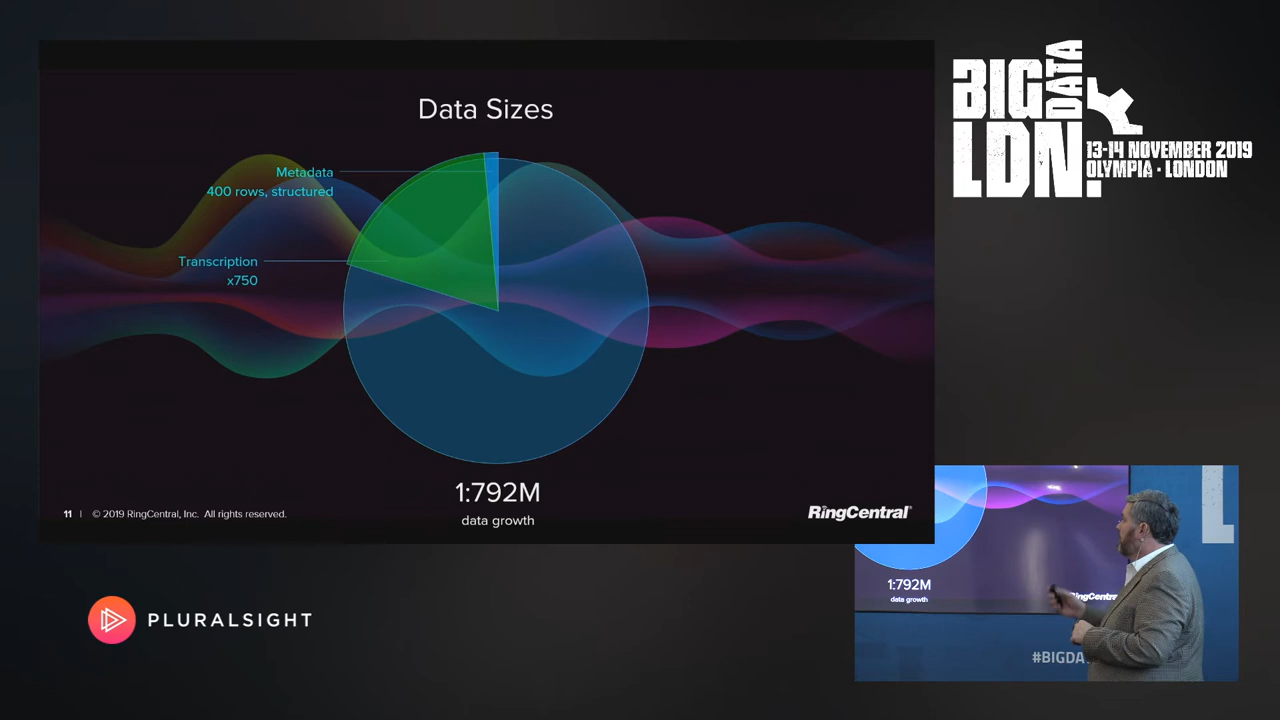 Data Sizes
Metadata
400 rows, structured
Transcription
x750
1:792M
data growth
11 | © 2019 RingCentral, Inc. All rights reserved.
RingCentral®
BIG DATA
LDN.
13-14 NOVEMBER 2019
OLYMPIA · LONDON
1:792M
data growth
RingCentral
#BIGDA
L
PLURALSIGHT